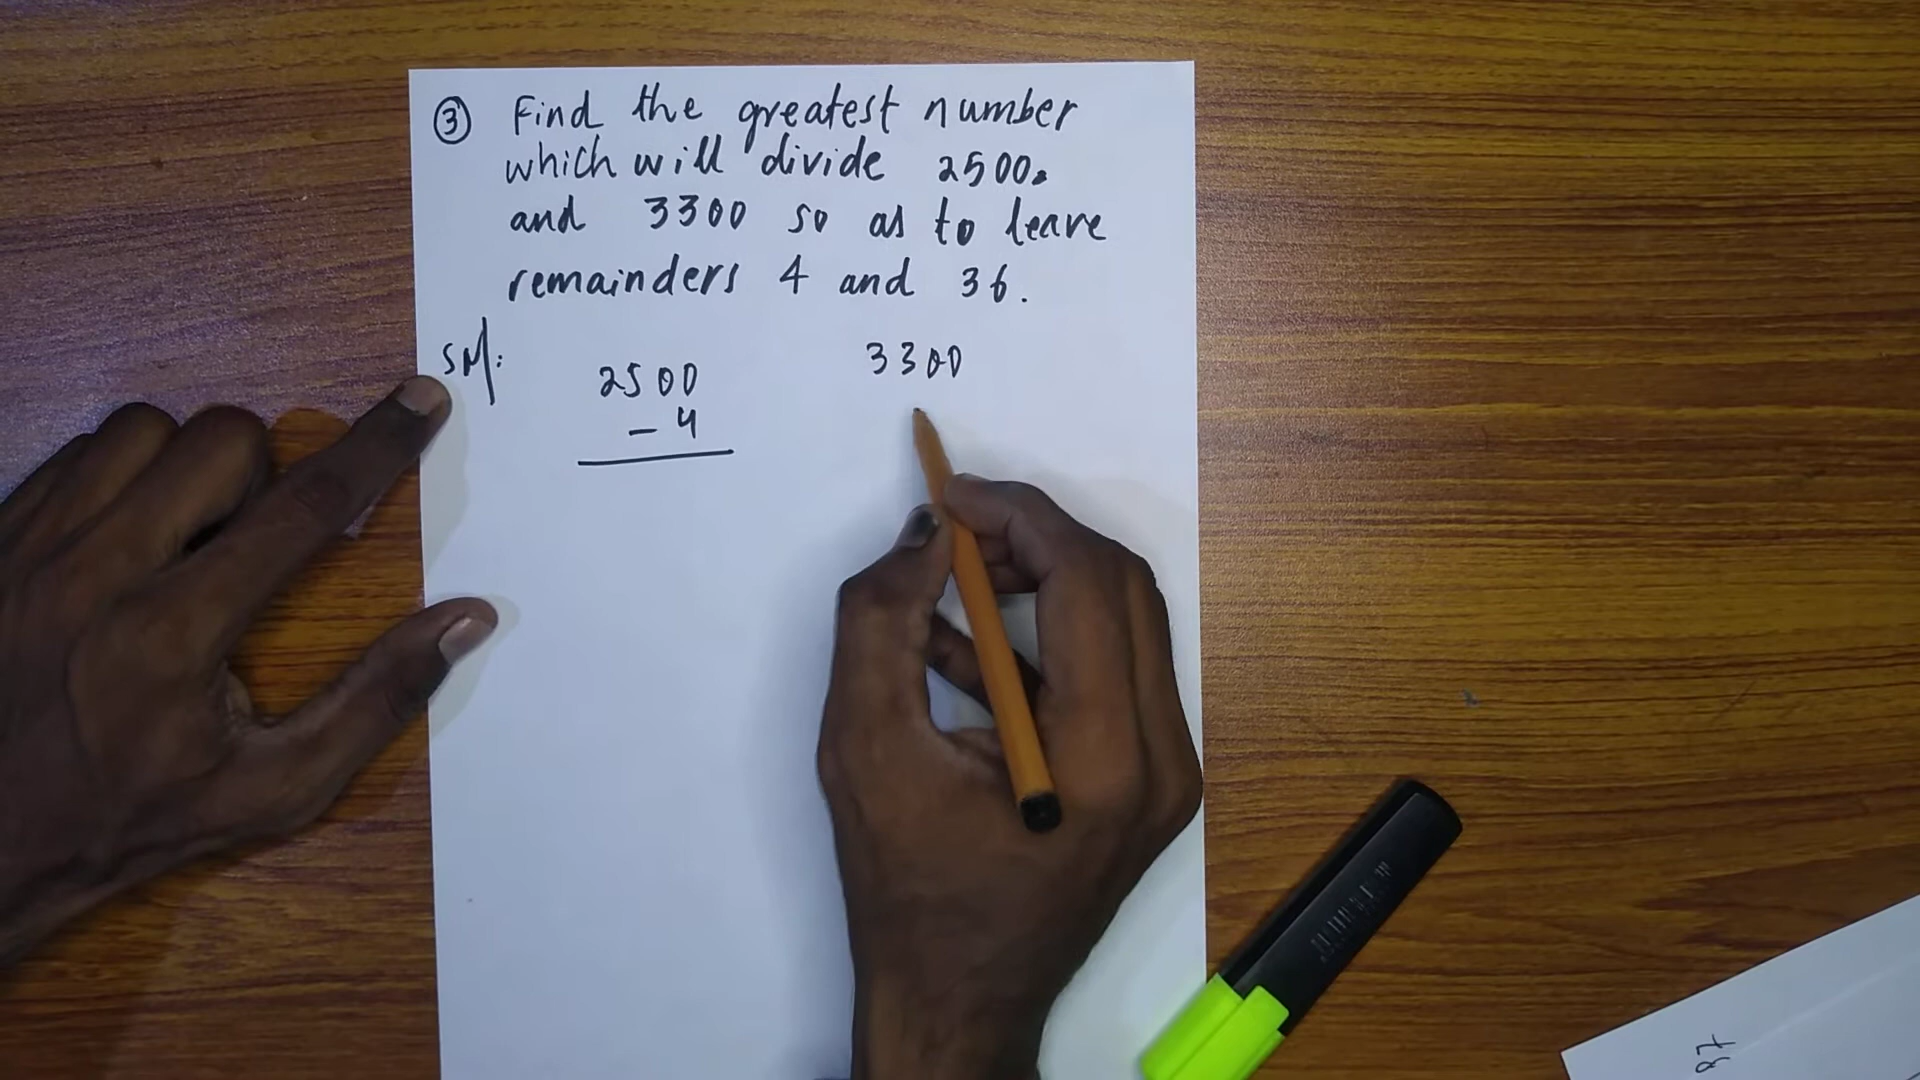 ③ Find the greatest number
which will divide 2500.
and 3300 so as to leave
remainders 4 and 36.
2500
3300
- 4
37